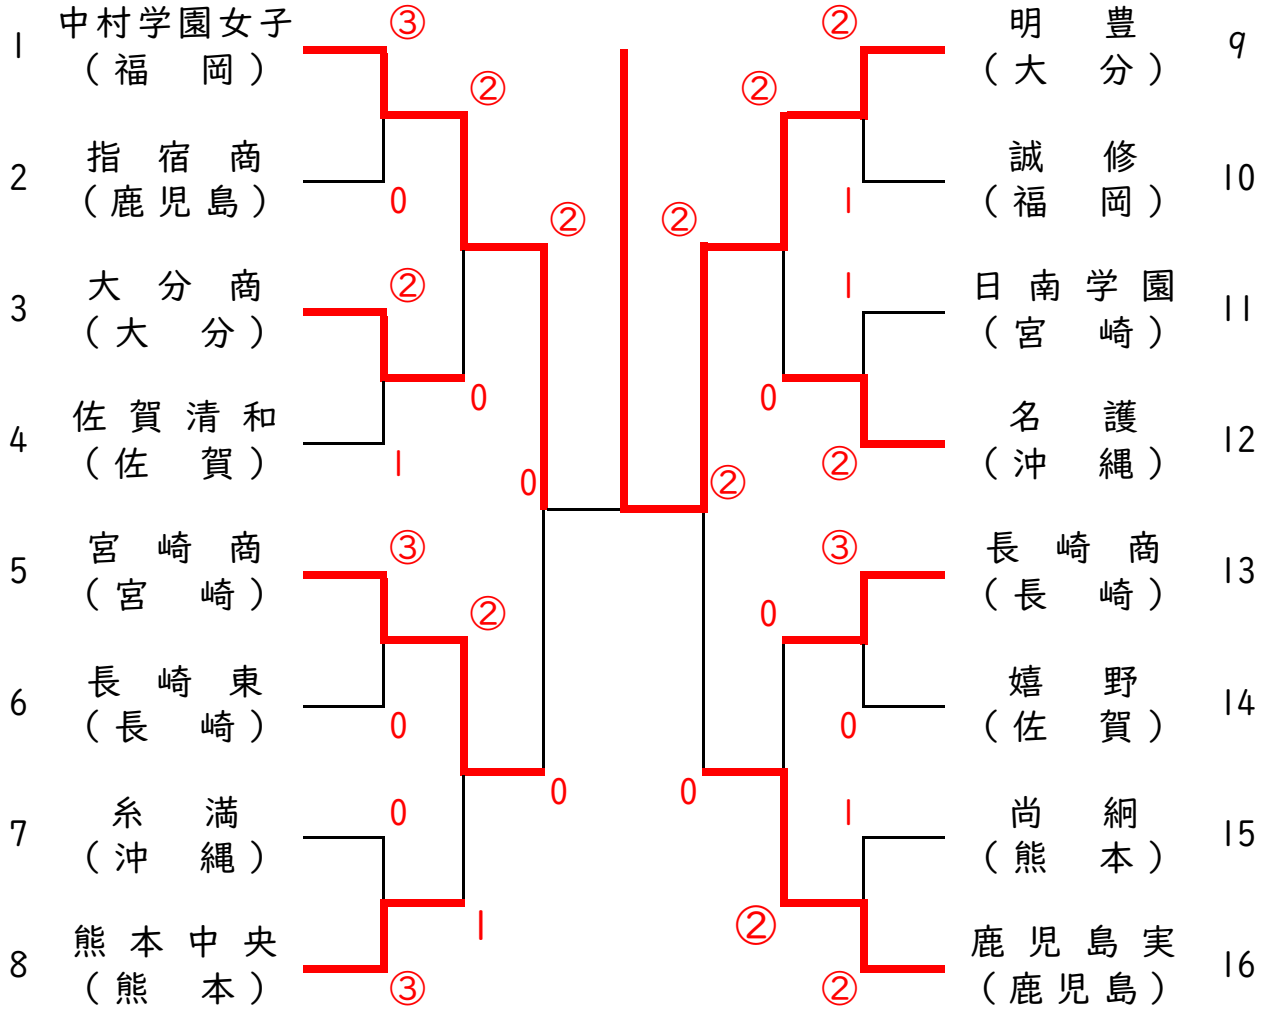 1 中村学園女子 (福岡)
③
2 指宿商 (鹿児島)
0
②
3 大分商 (大分)
②
4 佐賀清和 (佐賀)
1
0
②
5 宮崎商 (宮崎)
③
6 長崎東 (長崎)
0
②
7 糸満 (沖縄)
0
8 熊本中央 (熊本)
③
1
0
0
②
9 明豊 (大分)
②
10 誠修 (福岡)
1
②
11 日南学園 (宮崎)
1
12 名護 (沖縄)
②
0
②
13 長崎商 (長崎)
③
14 嬉野 (佐賀)
0
0
15 尚絅 (熊本)
1
16 鹿児島実 (鹿児島)
②
②
0